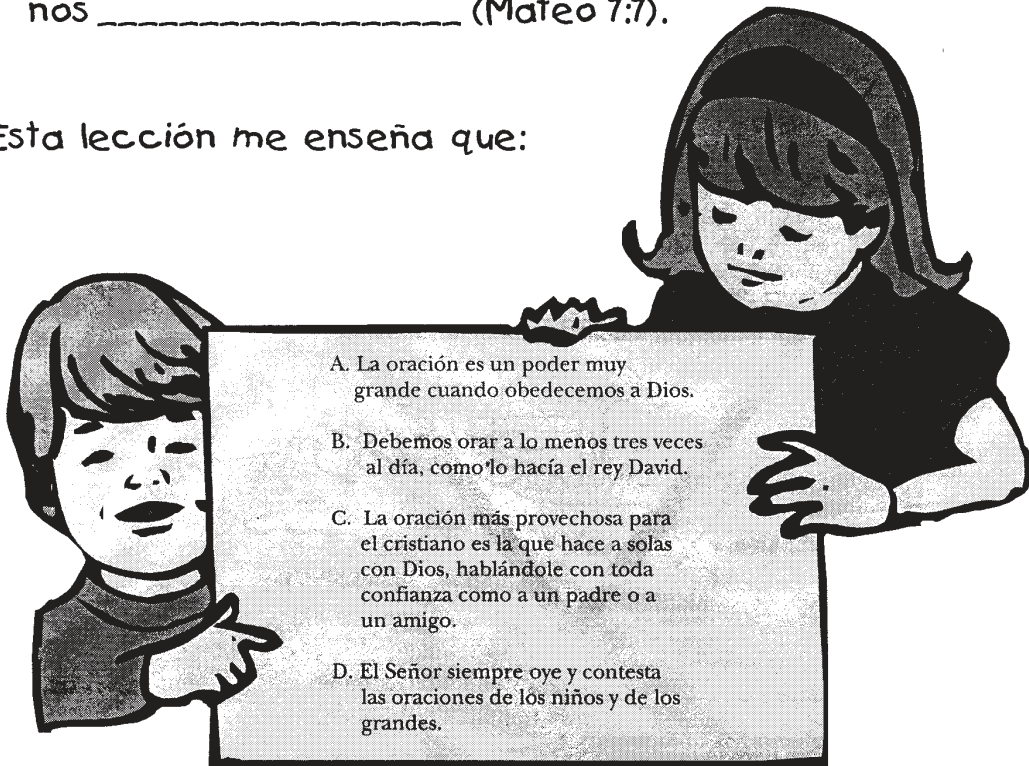 nos ____________________ (Mateo 7:7).
Esta lección me enseña que:
A. La oración es un poder muy
grande cuando obedecemos a Dios.
B. Debemos orar a lo menos tres veces
al día, como lo hacía el rey David.
C. La oración más provechosa para
el cristiano es la que hace a solas
con Dios, hablándole con toda
confianza como a un padre o a
un amigo.
D. El Señor siempre oye y contesta
las oraciones de los niños y de los
grandes.